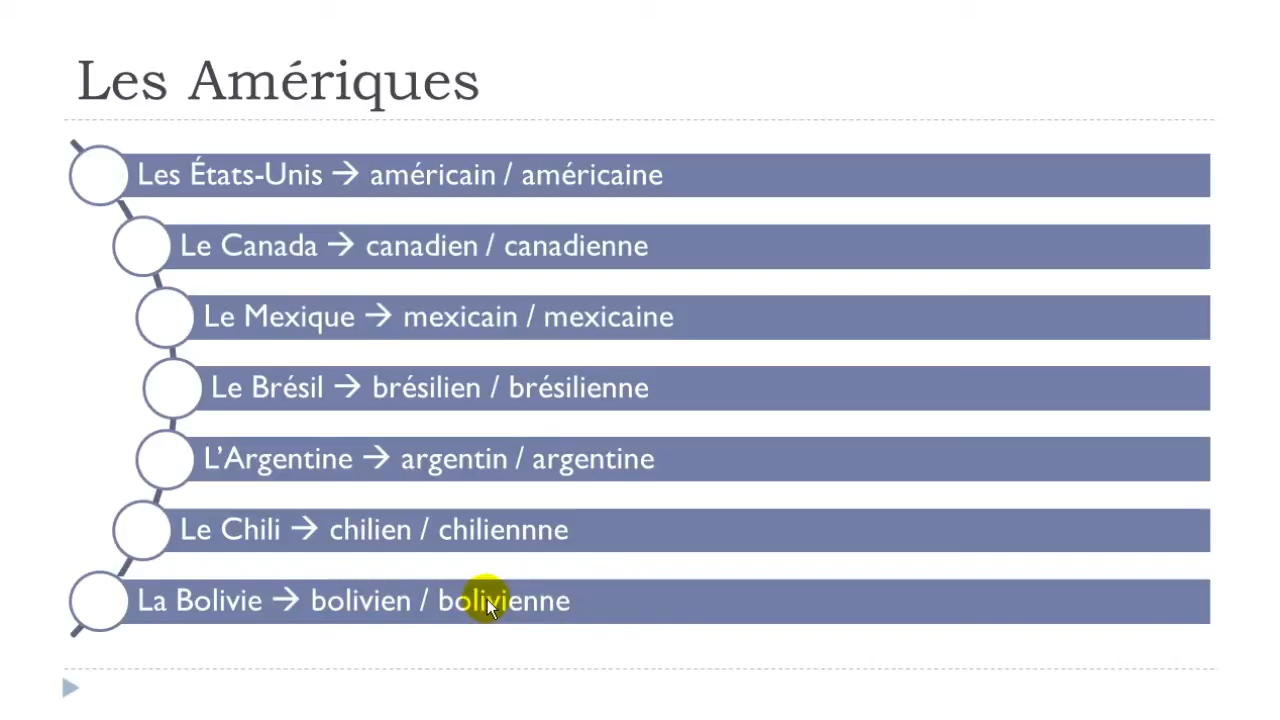 Les Amériques
Les États-Unis → américain / américaine
Le Canada → canadien / canadienne
Le Mexique → mexicain / mexicaine
Le Brésil → brésilien / brésilienne
L’Argentine → argentin / argentine
Le Chili → chilien / chiliennne
La Bolivie → bolivien / bolivienne